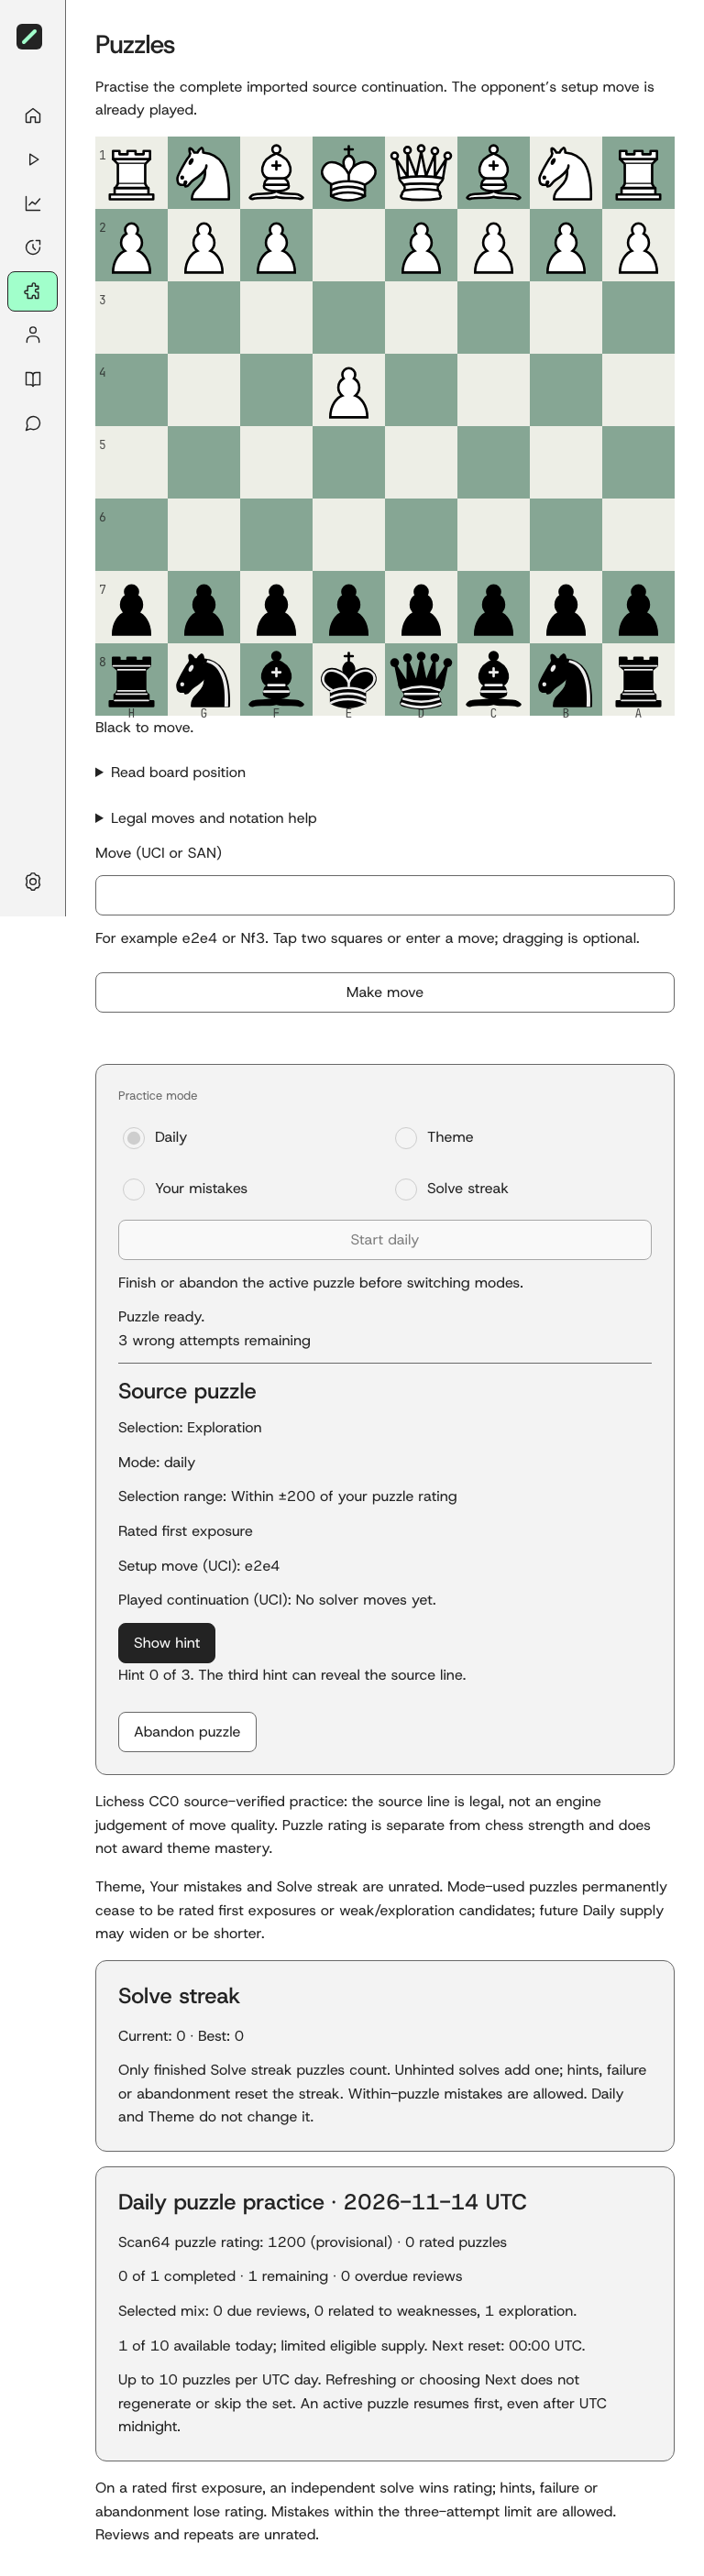 Puzzles
Practise the complete imported source continuation. The opponent's setup move is
already played.
1
2
3
4
5
6
7
8
H G F E D C B A
Black to move.
Read board position
Legal moves and notation help
Move (UCI or SAN)
For example e2e4 or Nf3. Tap two squares or enter a move; dragging is optional.
Make move
Practice mode
Daily Theme
Your mistakes Solve streak
Start daily
Finish or abandon the active puzzle before switching modes.
Puzzle ready.
3 wrong attempts remaining
Source puzzle
Selection: Exploration
Mode: daily
Selection range: Within ±200 of your puzzle rating
Rated first exposure
Setup move (UCI): e2e4
Played continuation (UCI): No solver moves yet.
Show hint
Hint 0 of 3. The third hint can reveal the source line.
Abandon puzzle
Lichess CC0 source-verified practice: the source line is legal, not an engine
judgement of move quality. Puzzle rating is separate from chess strength and does
not award theme mastery.
Theme, Your mistakes and Solve streak are unrated. Mode-used puzzles permanently
cease to be rated first exposures or weak/exploration candidates; future Daily supply
may widen or be shorter.
Solve streak
Current: 0 · Best: 0
Only finished Solve streak puzzles count. Unhinted solves add one; hints, failure
or abandonment reset the streak. Within-puzzle mistakes are allowed. Daily
and Theme do not change it.
Daily puzzle practice · 2026-11-14 UTC
Scan64 puzzle rating: 1200 (provisional) · 0 rated puzzles
0 of 1 completed · 1 remaining · 0 overdue reviews
Selected mix: 0 due reviews, 0 related to weaknesses, 1 exploration.
1 of 10 available today; limited eligible supply. Next reset: 00:00 UTC.
Up to 10 puzzles per UTC day. Refreshing or choosing Next does not
regenerate or skip the set. An active puzzle resumes first, even after UTC
midnight.
On a rated first exposure, an independent solve wins rating; hints, failure or
abandonment lose rating. Mistakes within the three-attempt limit are allowed.
Reviews and repeats are unrated.